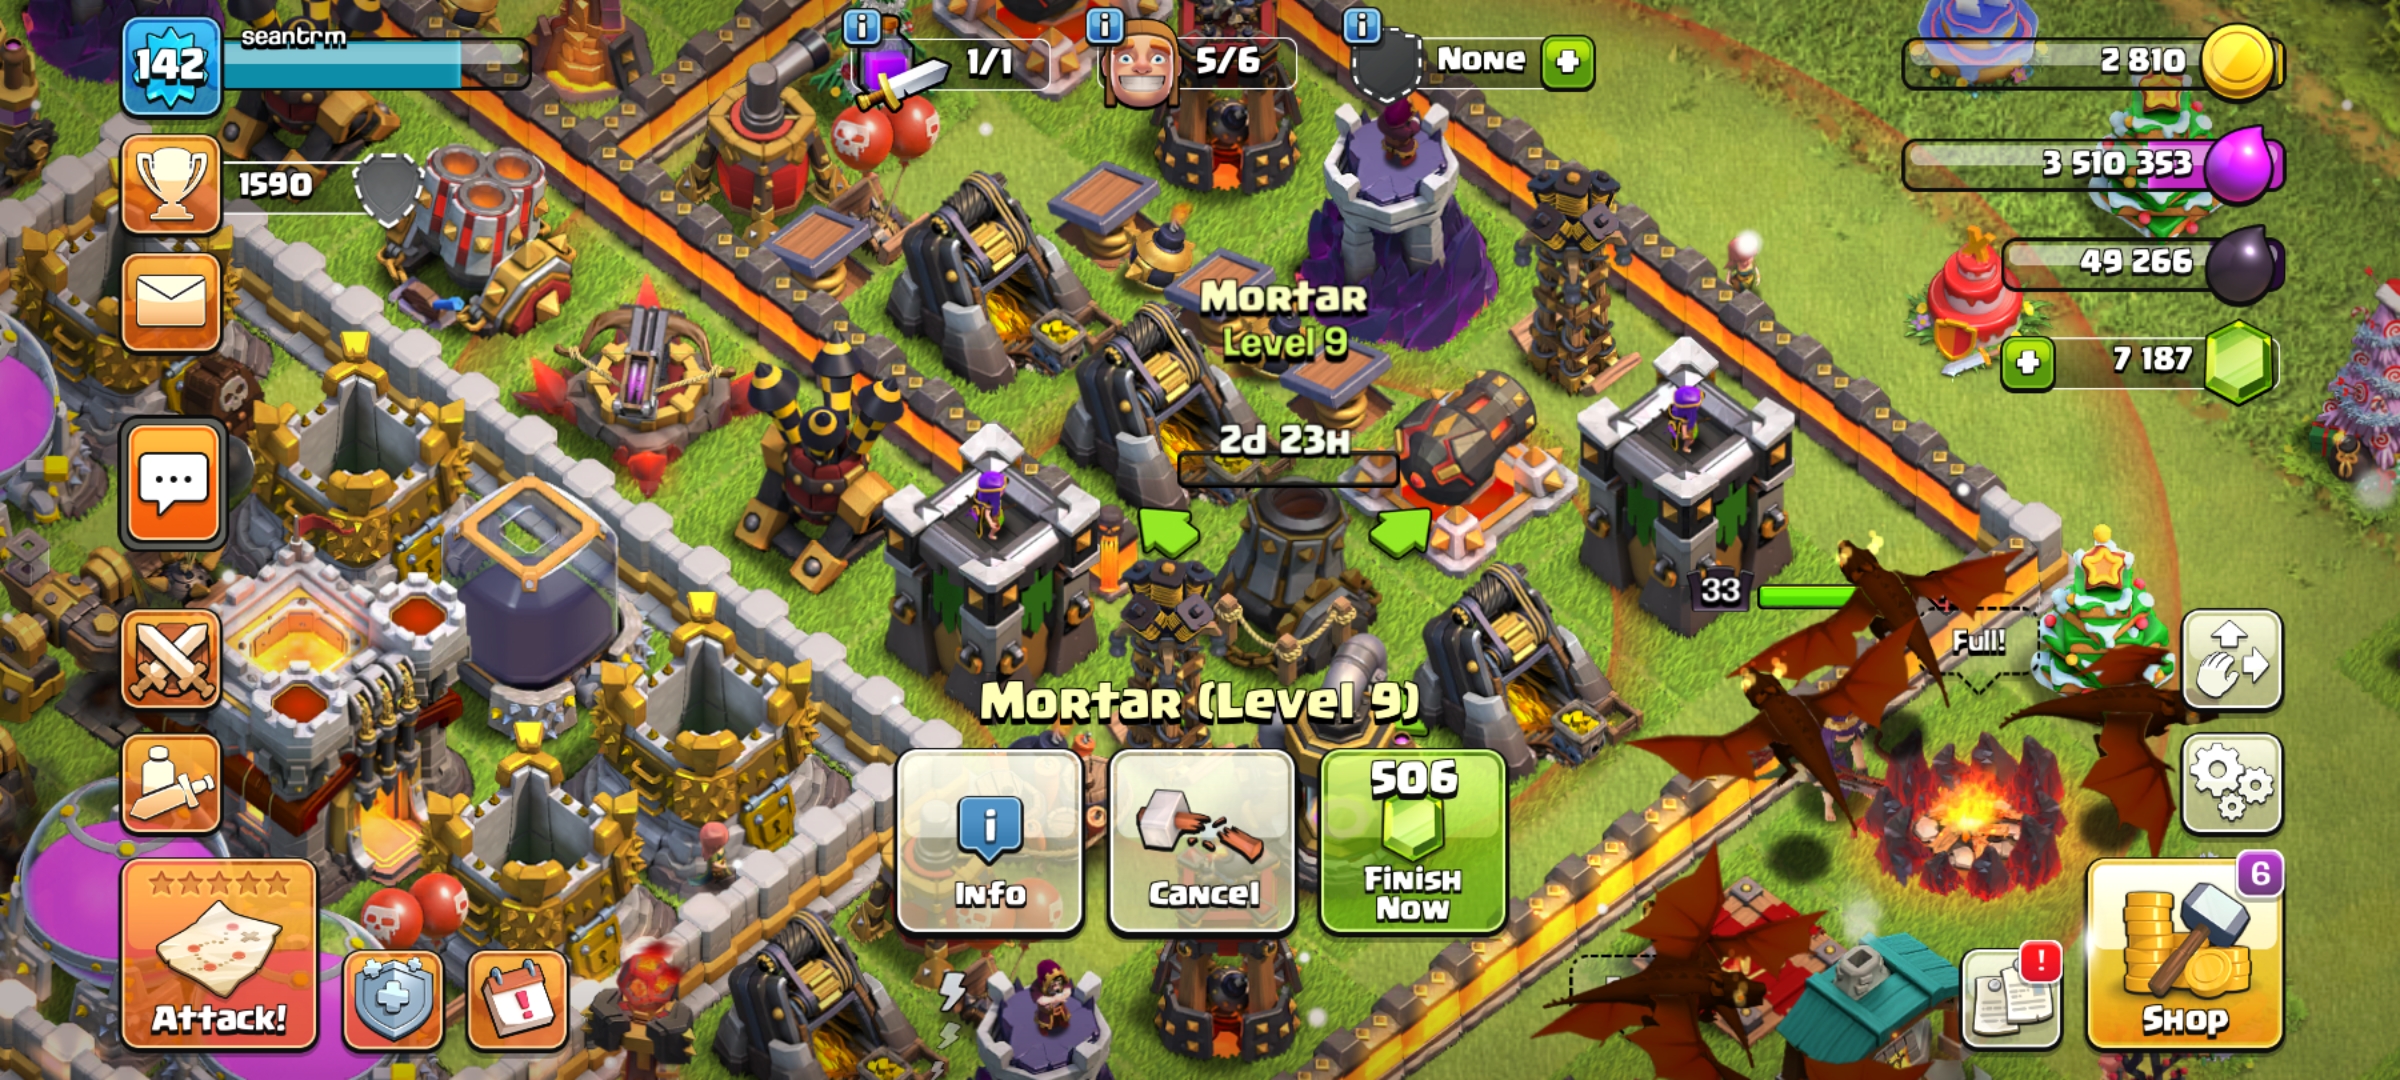 142
seantrm
1/1
5/6
None
2 810
1590
3 510 353
49 266
7 187
Mortar
Level 9
2d 23h
33
Full!
Mortar (Level 9)
506
Info
Cancel
Finish
Now
Attack!
6
Shop